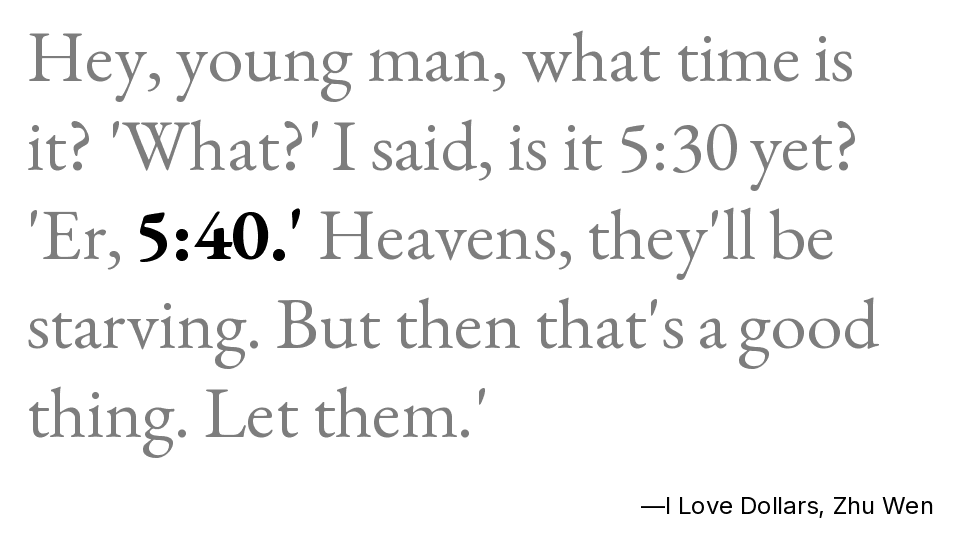 Hey, young man, what time is
it? 'What?' I said, is it 5:30 yet?
'Er, 5:40.' Heavens, they'll be
starving. But then that's a good
thing. Let them.'
—I Love Dollars, Zhu Wen